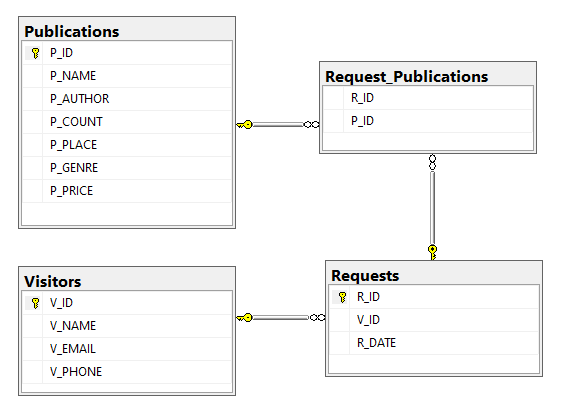 Publications
P_ID
P_NAME
P_AUTHOR
P_COUNT
P_PLACE
P_GENRE
P_PRICE
Request_Publications
R_ID
P_ID
Visitors
V_ID
V_NAME
V_EMAIL
V_PHONE
Requests
R_ID
V_ID
R_DATE